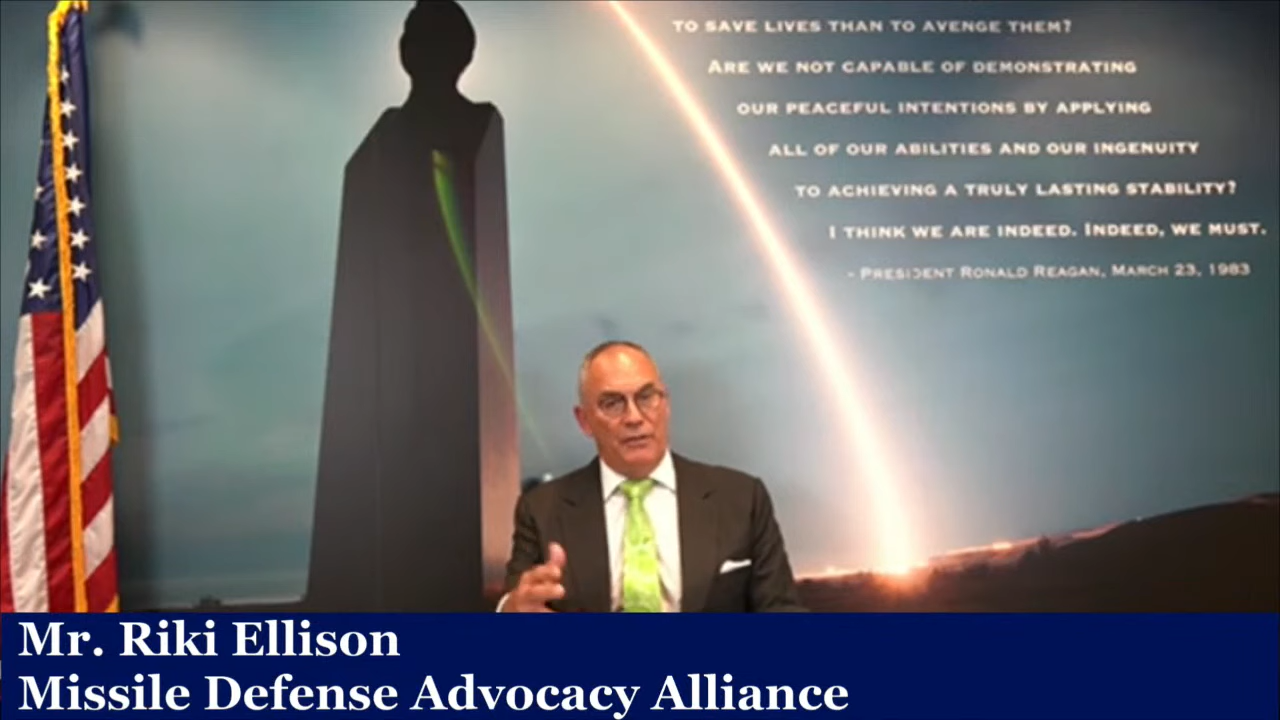 TO SAVE LIVES THAN TO AVENGE THEM?
ARE WE NOT CAPABLE OF DEMONSTRATING
OUR PEACEFUL INTENTIONS BY APPLYING
ALL OF OUR ABILITIES AND OUR INGENUITY
TO ACHIEVING A TRULY LASTING STABILITY?
I THINK WE ARE INDEED. INDEED, WE MUST.
- PRESIDENT RONALD REAGAN, MARCH 23, 1983
Mr. Riki Ellison
Missile Defense Advocacy Alliance